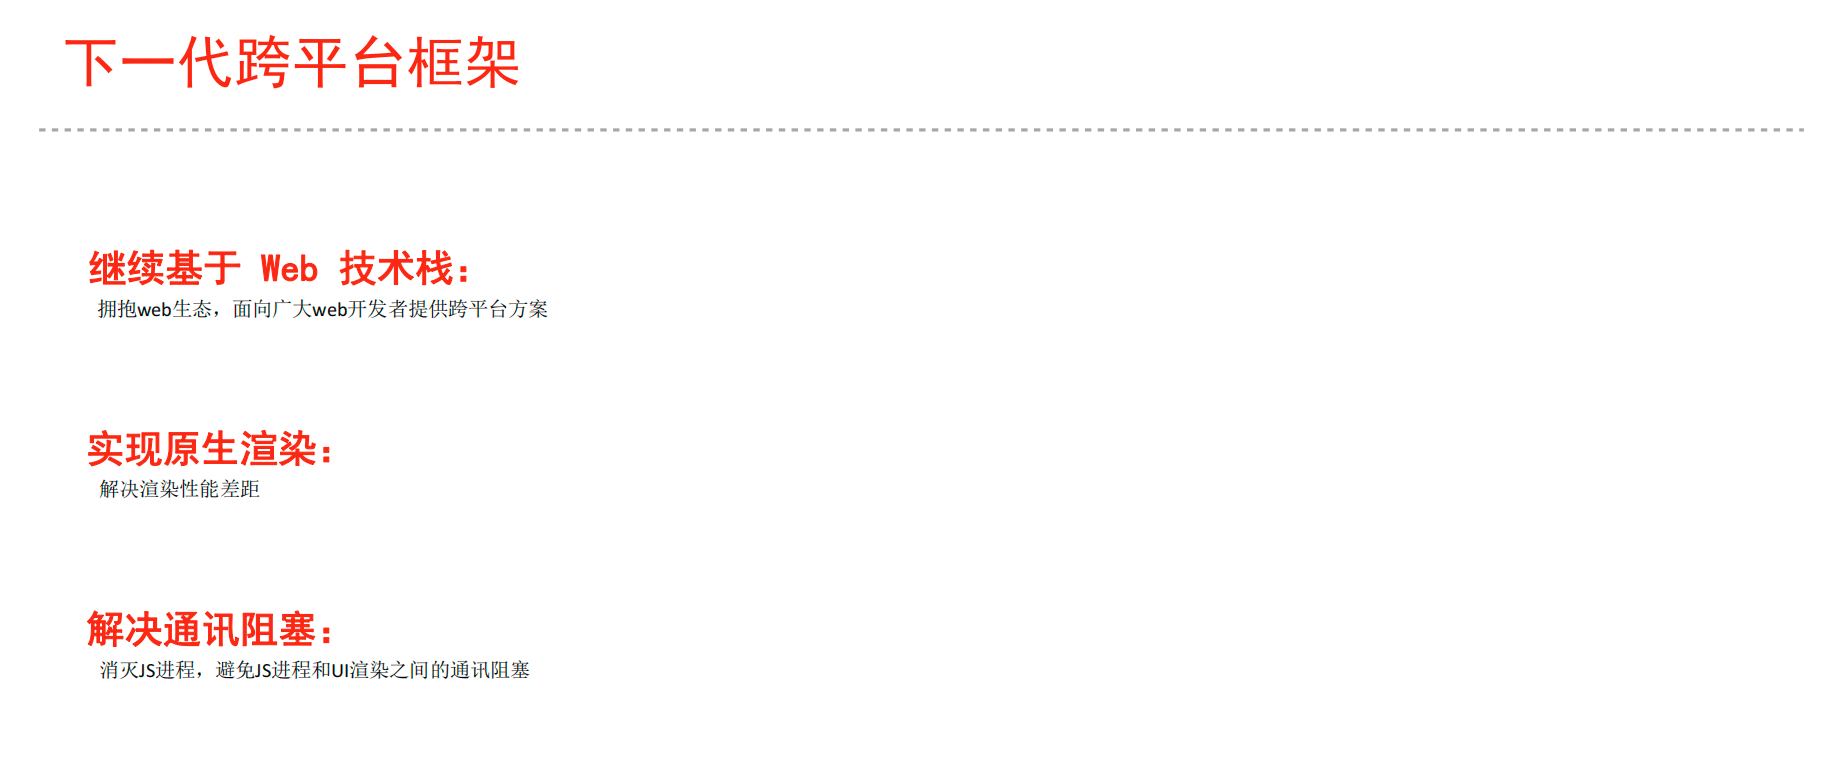 下一代跨平台框架
继续基于 Web 技术栈：
拥抱web生态，面向广大web开发者提供跨平台方案
实现原生渲染：
解决渲染性能差距
解决通讯阻塞：
消灭JS进程，避免JS进程和UI渲染之间的通讯阻塞